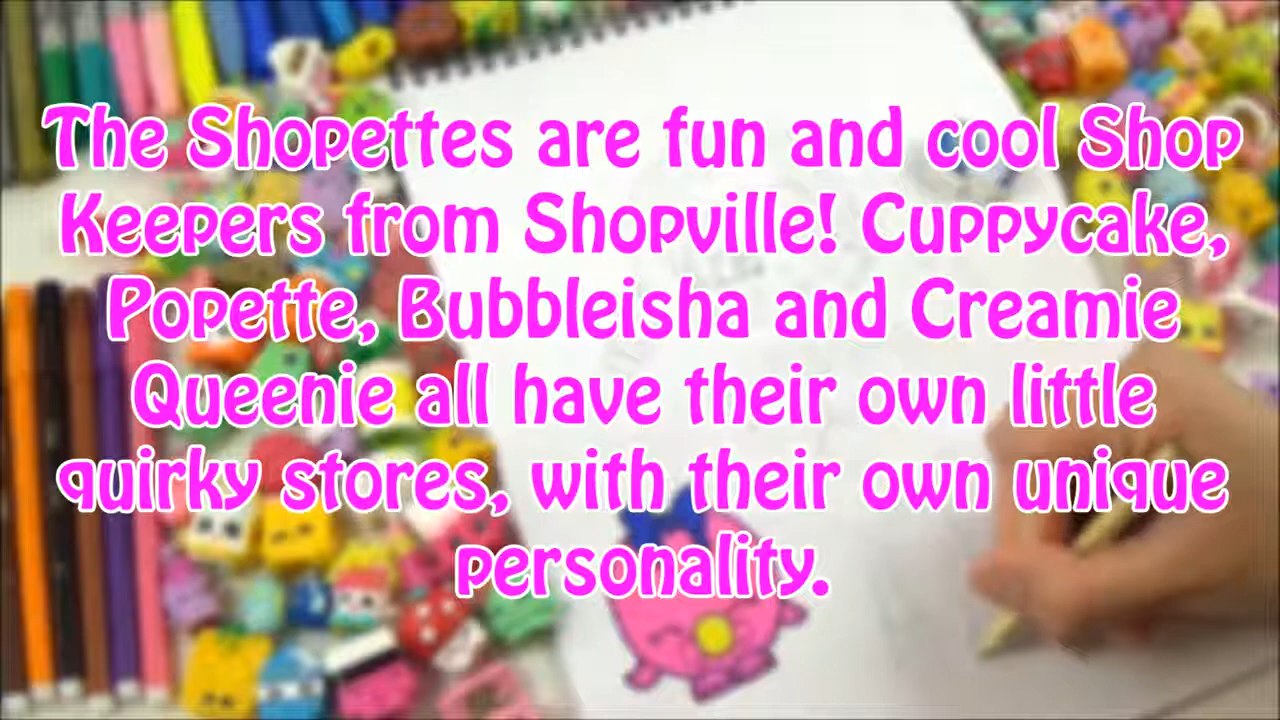 The Shopettes are fun and cool Shop
Keepers from Shopville! Cuppycake,
Popette, Bubbleisha and Creamie
Queenie all have their own little
quirky stores, with their own unique
personality.